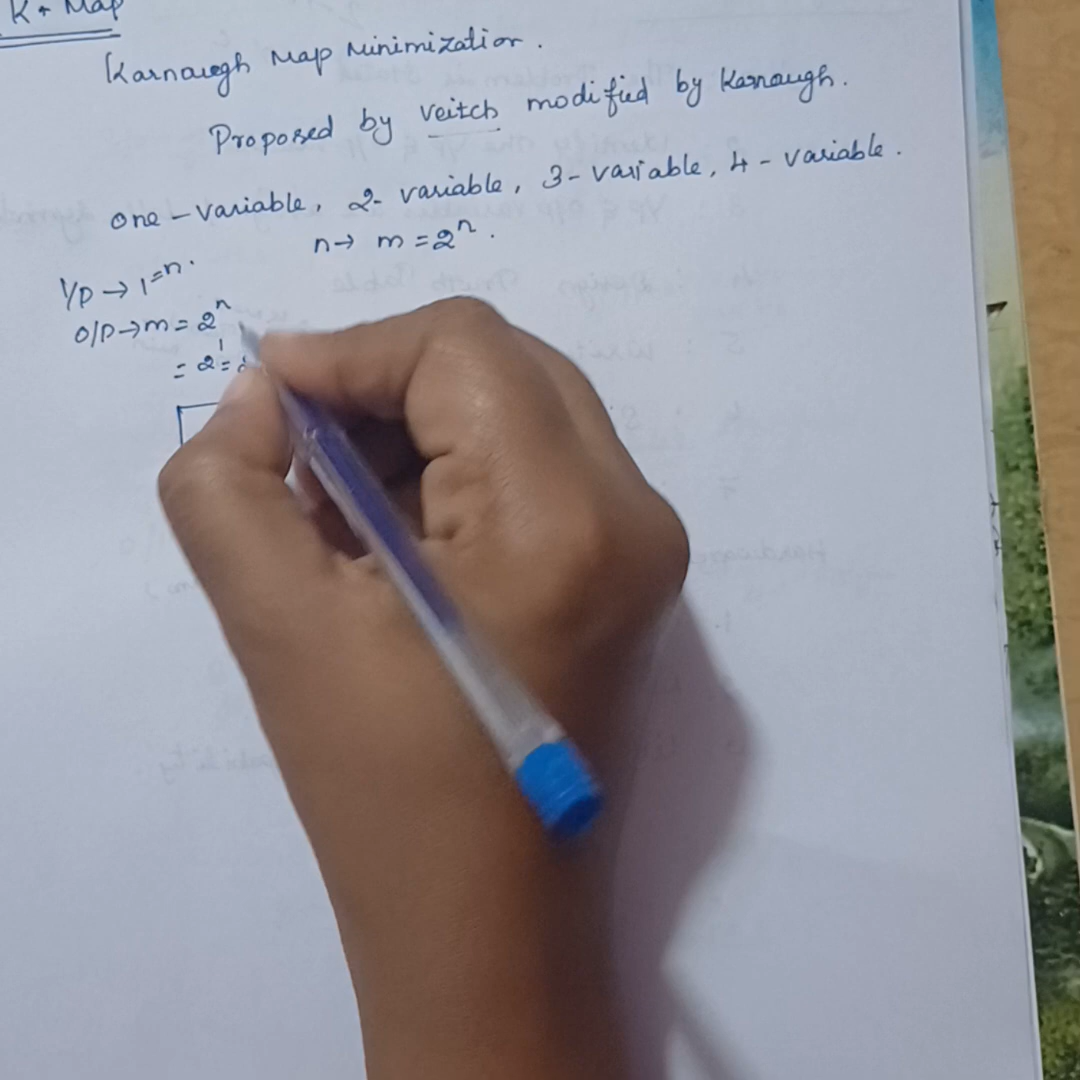 K-Map
Karnaugh Map Minimization.
Proposed by Veitch modified by Karnaugh.
one-variable, 2-variable, 3-variable, 4-variable.
n→ m = 2ⁿ.
I/P → 1 = n.
O/P → m = 2ⁿ
= 2¹ =